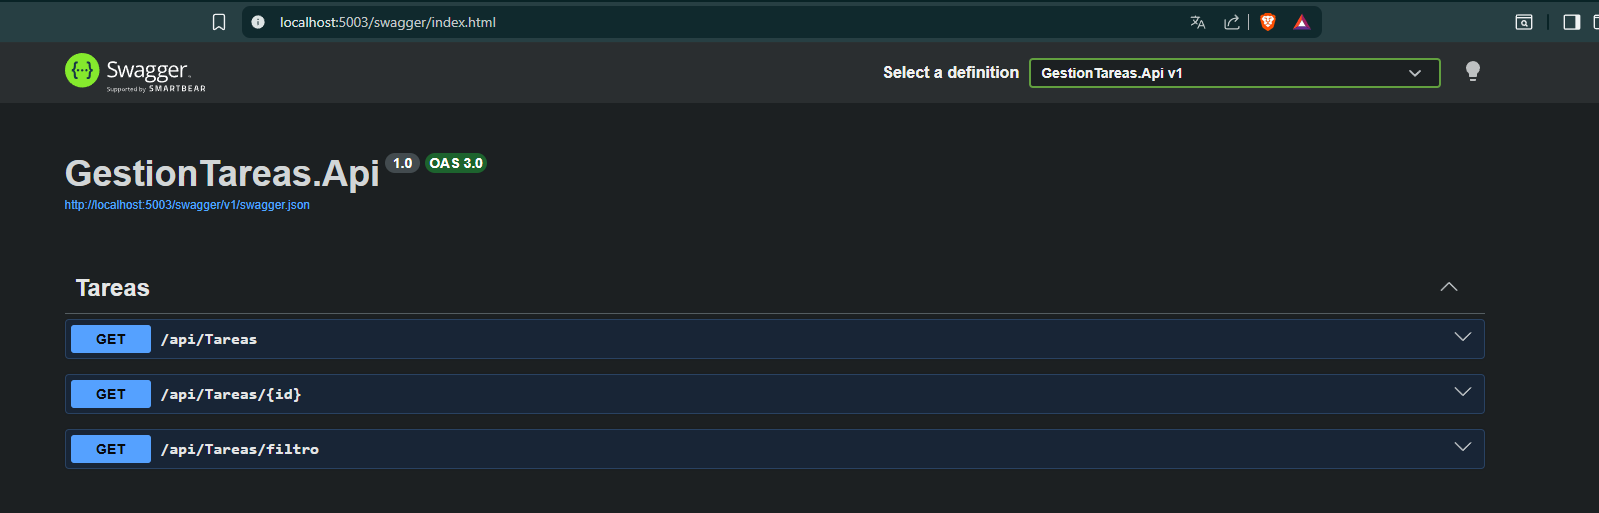 localhost:5003/swagger/index.html
Swagger
Supported by SMARTBEAR
Select a definition
GestionTareas.Api v1
GestionTareas.Api 1.0 OAS 3.0
http://localhost:5003/swagger/v1/swagger.json
Tareas
GET /api/Tareas
GET /api/Tareas/{id}
GET /api/Tareas/filtro